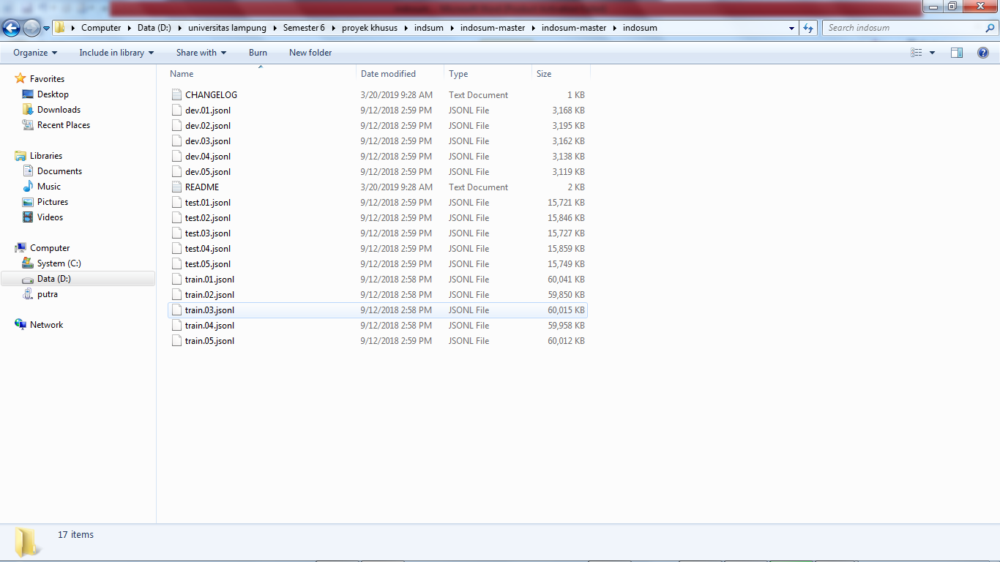 Computer Data (D:) universitas lampung Semester 6 proyek khusus indsum indosum-master indosum-master indosum Search indosum
Organize Include in library Share with Burn New folder
Name Date modified Type Size
Favorites
Desktop
Downloads
Recent Places
Libraries
Documents
Music
Pictures
Videos
Computer
System (C:)
Data (D:)
putra
Network
CHANGELOG 3/20/2019 9:28 AM Text Document 1 KB
dev.01.jsonl 9/12/2018 2:59 PM JSONL File 3,168 KB
dev.02.jsonl 9/12/2018 2:59 PM JSONL File 3,195 KB
dev.03.jsonl 9/12/2018 2:59 PM JSONL File 3,162 KB
dev.04.jsonl 9/12/2018 2:59 PM JSONL File 3,138 KB
dev.05.jsonl 9/12/2018 2:59 PM JSONL File 3,119 KB
README 3/20/2019 9:28 AM Text Document 2 KB
test.01.jsonl 9/12/2018 2:59 PM JSONL File 15,721 KB
test.02.jsonl 9/12/2018 2:59 PM JSONL File 15,846 KB
test.03.jsonl 9/12/2018 2:59 PM JSONL File 15,727 KB
test.04.jsonl 9/12/2018 2:59 PM JSONL File 15,859 KB
test.05.jsonl 9/12/2018 2:59 PM JSONL File 15,749 KB
train.01.jsonl 9/12/2018 2:58 PM JSONL File 60,041 KB
train.02.jsonl 9/12/2018 2:58 PM JSONL File 59,850 KB
train.03.jsonl 9/12/2018 2:58 PM JSONL File 60,015 KB
train.04.jsonl 9/12/2018 2:58 PM JSONL File 59,958 KB
train.05.jsonl 9/12/2018 2:59 PM JSONL File 60,012 KB
17 items